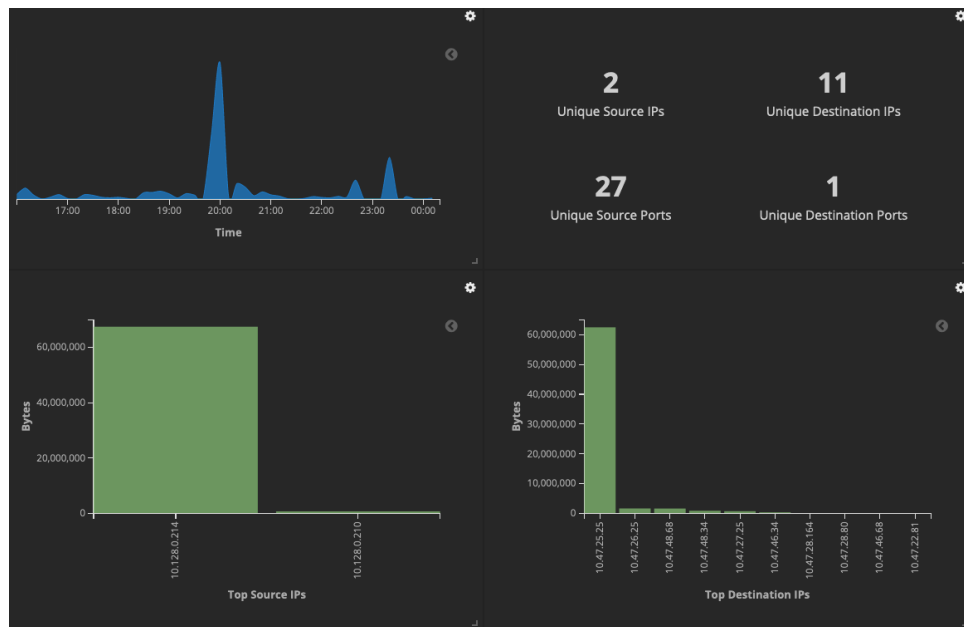 17:00 18:00 19:00 20:00 21:00 22:00 23:00 00:00
Time
2
Unique Source IPs
11
Unique Destination IPs
27
Unique Source Ports
1
Unique Destination Ports
60,000,000
40,000,000
20,000,000
0
Bytes
10.128.0.214
10.128.0.210
Top Source IPs
60,000,000
50,000,000
40,000,000
30,000,000
20,000,000
10,000,000
0
Bytes
10.47.25.25
10.47.26.25
10.47.48.68
10.47.48.34
10.47.27.25
10.47.46.34
10.47.28.164
10.47.28.80
10.47.46.68
10.47.22.81
Top Destination IPs